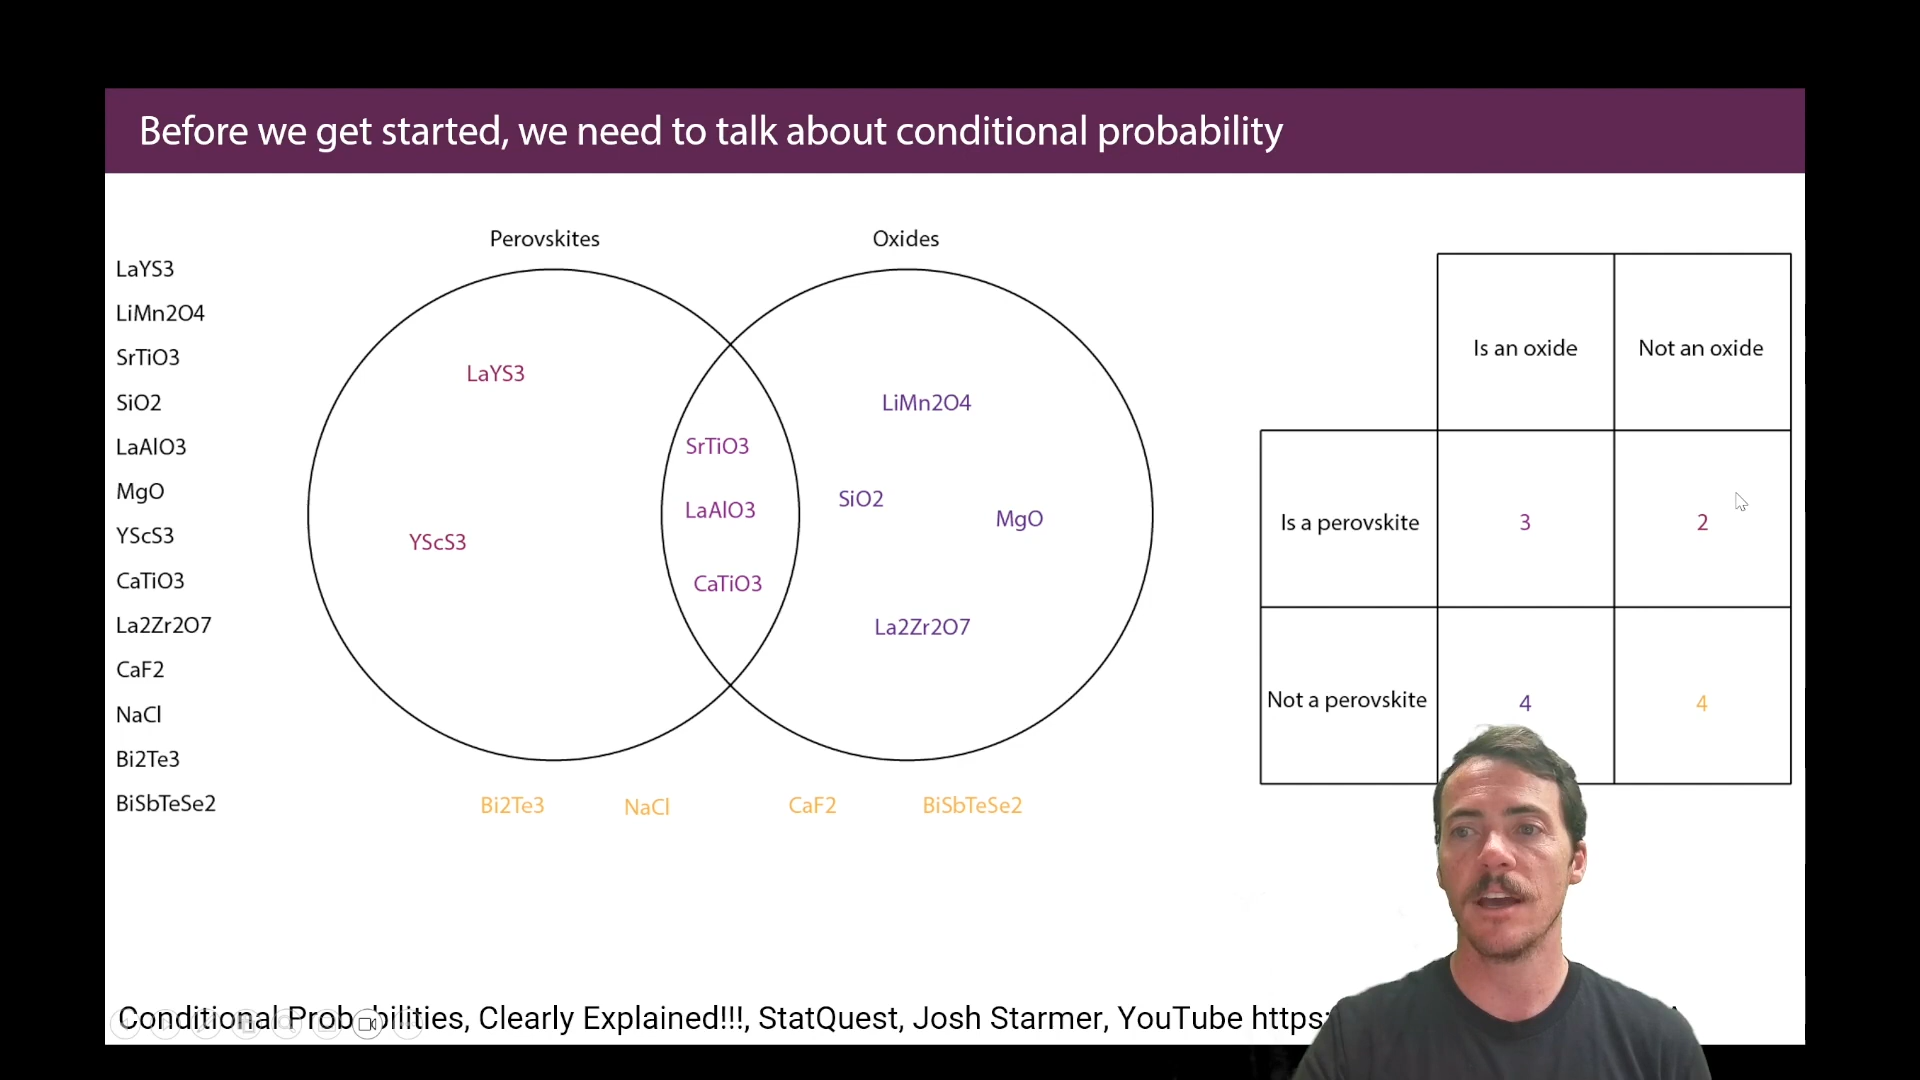 Before we get started, we need to talk about conditional probability
Perovskites
Oxides
LaYS3
LiMn2O4
SrTiO3
SiO2
LaAlO3
MgO
YScS3
CaTiO3
La2Zr2O7
CaF2
NaCl
Bi2Te3
BiSbTeSe2
LaYS3
YScS3
SrTiO3
LaAlO3
CaTiO3
LiMn2O4
SiO2
MgO
La2Zr2O7
Bi2Te3 NaCl CaF2 BiSbTeSe2
Is an oxide Not an oxide
Is a perovskite 3 2
Not a perovskite 4 4
Conditional Probabilities, Clearly Explained!!!, StatQuest, Josh Starmer, YouTube https: